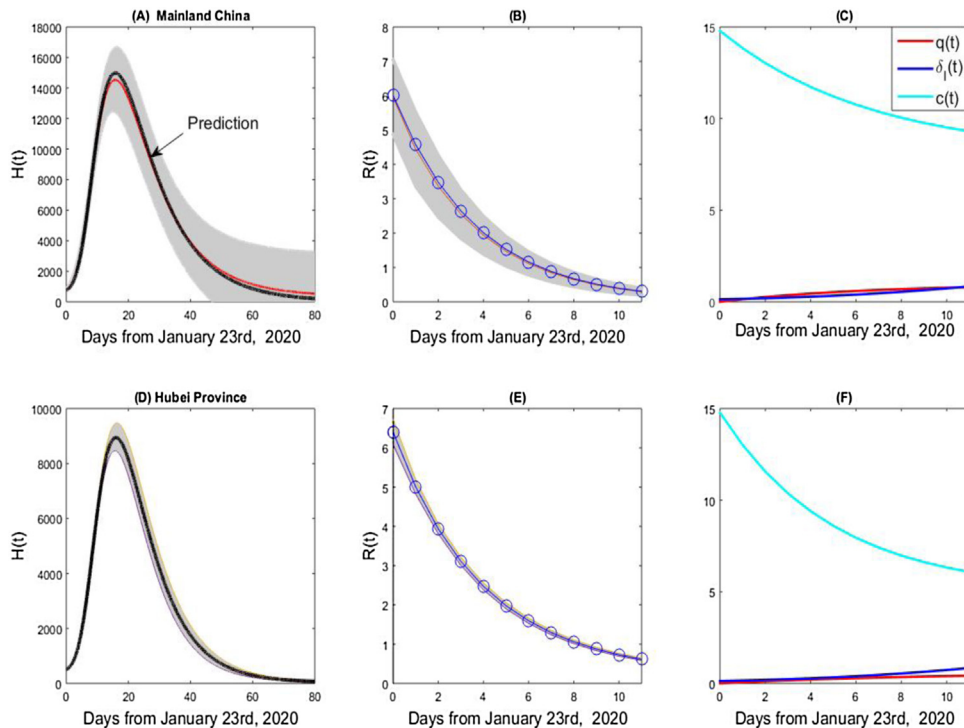 (A) Mainland China
(B)
(C)
18000
16000
14000
12000
10000
8000
6000
4000
2000
0
H(t)
Prediction
0 20 40 60 80
Days from January 23rd, 2020
7
6
5
4
3
2
1
0
8
R(t)
0 2 4 6 8 10
Days from January 23rd, 2020
15
10
5
0
q(t)
δI(t)
c(t)
0 2 4 6 8 10
Days from January 23rd, 2020
(D) Hubei Province
(E)
(F)
10000
8000
6000
4000
2000
0
H(t)
0 20 40 60 80
Days from January 23rd, 2020
7
6
5
4
3
2
1
0
R(t)
0 2 4 6 8 10
Days from January 23rd, 2020
15
10
5
0
0 2 4 6 8 10
Days from January 23rd, 2020